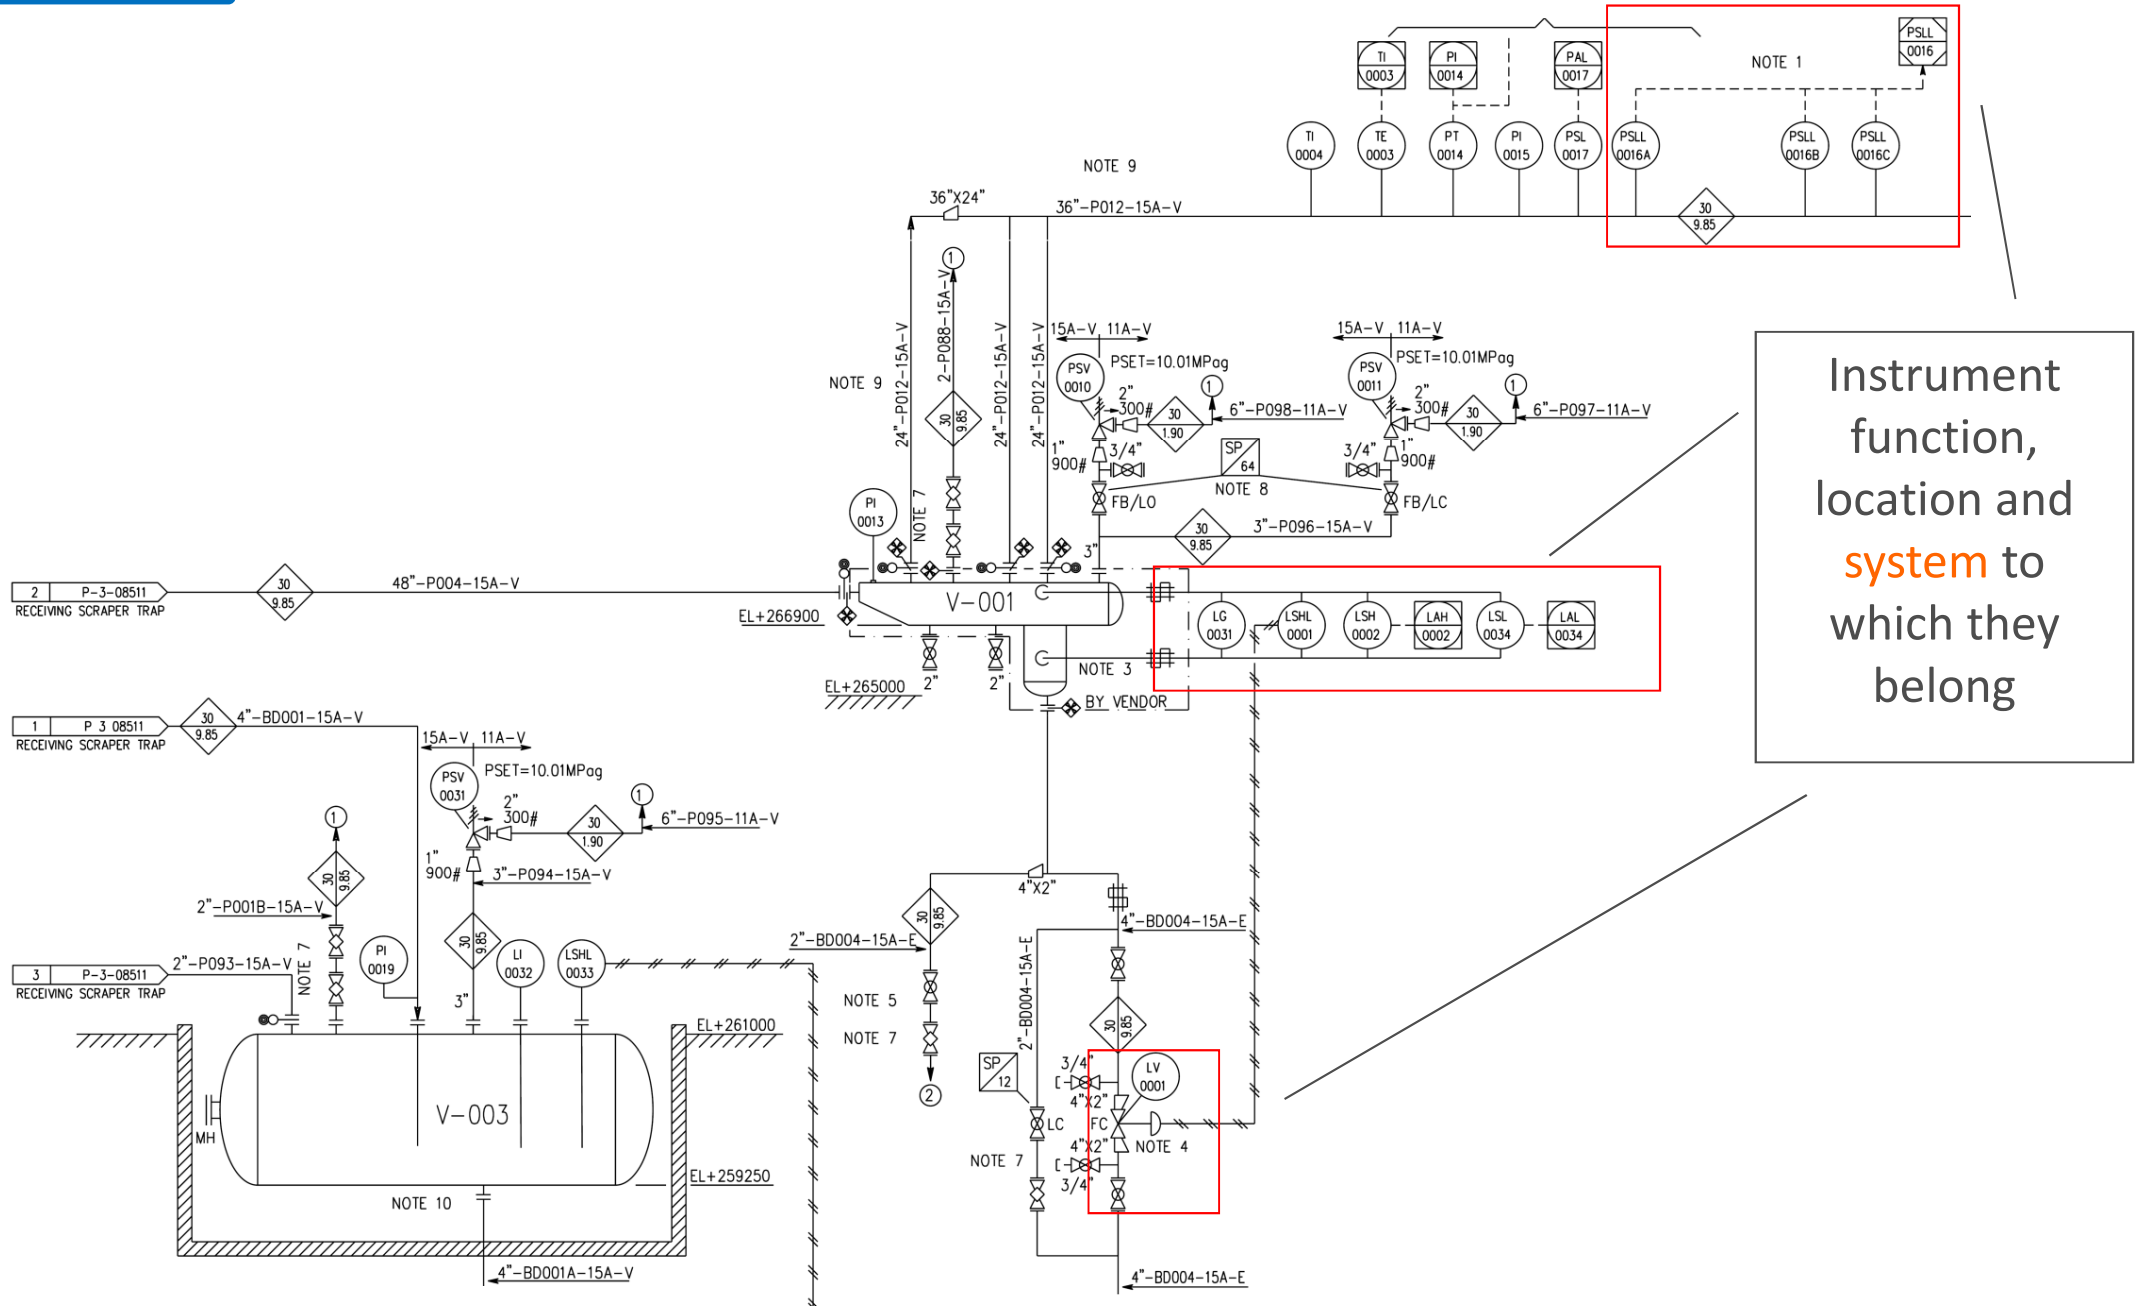 PSLL
0016
TI
0003
PI
0014
PAL
0017
NOTE 1
TI
0004
TE
0003
PT
0014
PI
0015
PSL
0017
PSLL
0016A
PSLL
0016B
PSLL
0016C
NOTE 9
36"X24"
36"-P012-15A-V
30
9.85
1
2-P088-15A-V
24"-P012-15A-V
24"-P012-15A-V
24"-P012-15A-V
NOTE 9
30
9.85
15A-V 11A-V
PSET=10.01MPag
PSV
0010
2"
300#
30
1.90
1
6"-P098-11A-V
1"
900#
3/4"
FB/LO
SP
64
NOTE 8
15A-V 11A-V
PSET=10.01MPag
PSV
0011
2"
300#
30
1.90
1
6"-P097-11A-V
3/4"
1"
900#
FB/LC
30
9.85
3"-P096-15A-V
3"
PI
0013
NOTE 7
Instrument
function,
location and
system to
which they
belong
2 P-3-08511
RECEIVING SCRAPER TRAP
30
9.85
48"-P004-15A-V
V-001
EL+266900
EL+265000
2"
2"
NOTE 3
BY VENDOR
LG
0031
LSHL
0001
LSH
0002
LAH
0002
LSL
0034
LAL
0034
1 P 3 08511
RECEIVING SCRAPER TRAP
30
9.85
4"-BD001-15A-V
15A-V 11A-V
PSET=10.01MPag
PSV
0031
2"
300#
30
1.90
1
6"-P095-11A-V
1"
900#
3"-P094-15A-V
1
30
9.85
2"-P001B-15A-V
NOTE 7
PI
0019
30
9.85
3"
LI
0032
LSHL
0033
3 P-3-08511
RECEIVING SCRAPER TRAP
2"-P093-15A-V
EL+261000
V-003
MH
EL+259250
NOTE 10
4"-BD001A-15A-V
4"X2"
30
9.85
2"-BD004-15A-E
NOTE 5
NOTE 7
2
4"-BD004-15A-E
2"-BD004-15A-E
30
9.85
SP
12
LC
NOTE 7
3/4"
LV
0001
4"X2"
FC
NOTE 4
4"X2"
3/4"
4"-BD004-15A-E